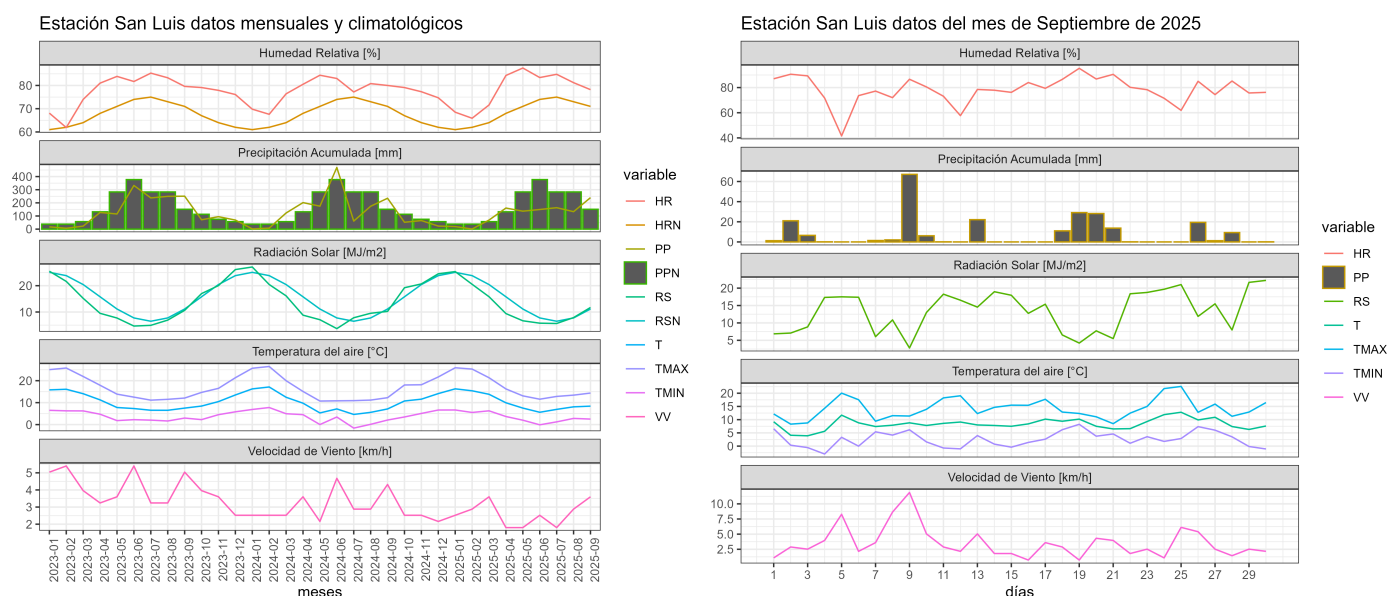 Estación San Luis datos mensuales y climatológicos
Humedad Relativa [%]
80
70
60
Precipitación Acumulada [mm]
400
300
200
100
0
Radiación Solar [MJ/m2]
20
10
Temperatura del aire [°C]
20
10
0
Velocidad de Viento [km/h]
5
4
3
2
2023-01
2023-02
2023-03
2023-04
2023-05
2023-06
2023-07
2023-08
2023-09
2023-10
2023-11
2023-12
2024-01
2024-02
2024-03
2024-04
2024-05
2024-06
2024-07
2024-08
2024-09
2024-10
2024-11
2024-12
2025-01
2025-02
2025-03
2025-04
2025-05
2025-06
2025-07
2025-08
2025-09
meses
variable
HR
HRN
PP
PPN
RS
RSN
T
TMAX
TMIN
VV
Estación San Luis datos del mes de Septiembre de 2025
Humedad Relativa [%]
80
60
40
Precipitación Acumulada [mm]
60
40
20
0
Radiación Solar [MJ/m2]
20
15
10
5
Temperatura del aire [°C]
20
15
10
5
0
Velocidad de Viento [km/h]
10.0
7.5
5.0
2.5
1 3 5 7 9 11 13 15 17 19 21 23 25 27 29
días
variable
HR
PP
RS
T
TMAX
TMIN
VV